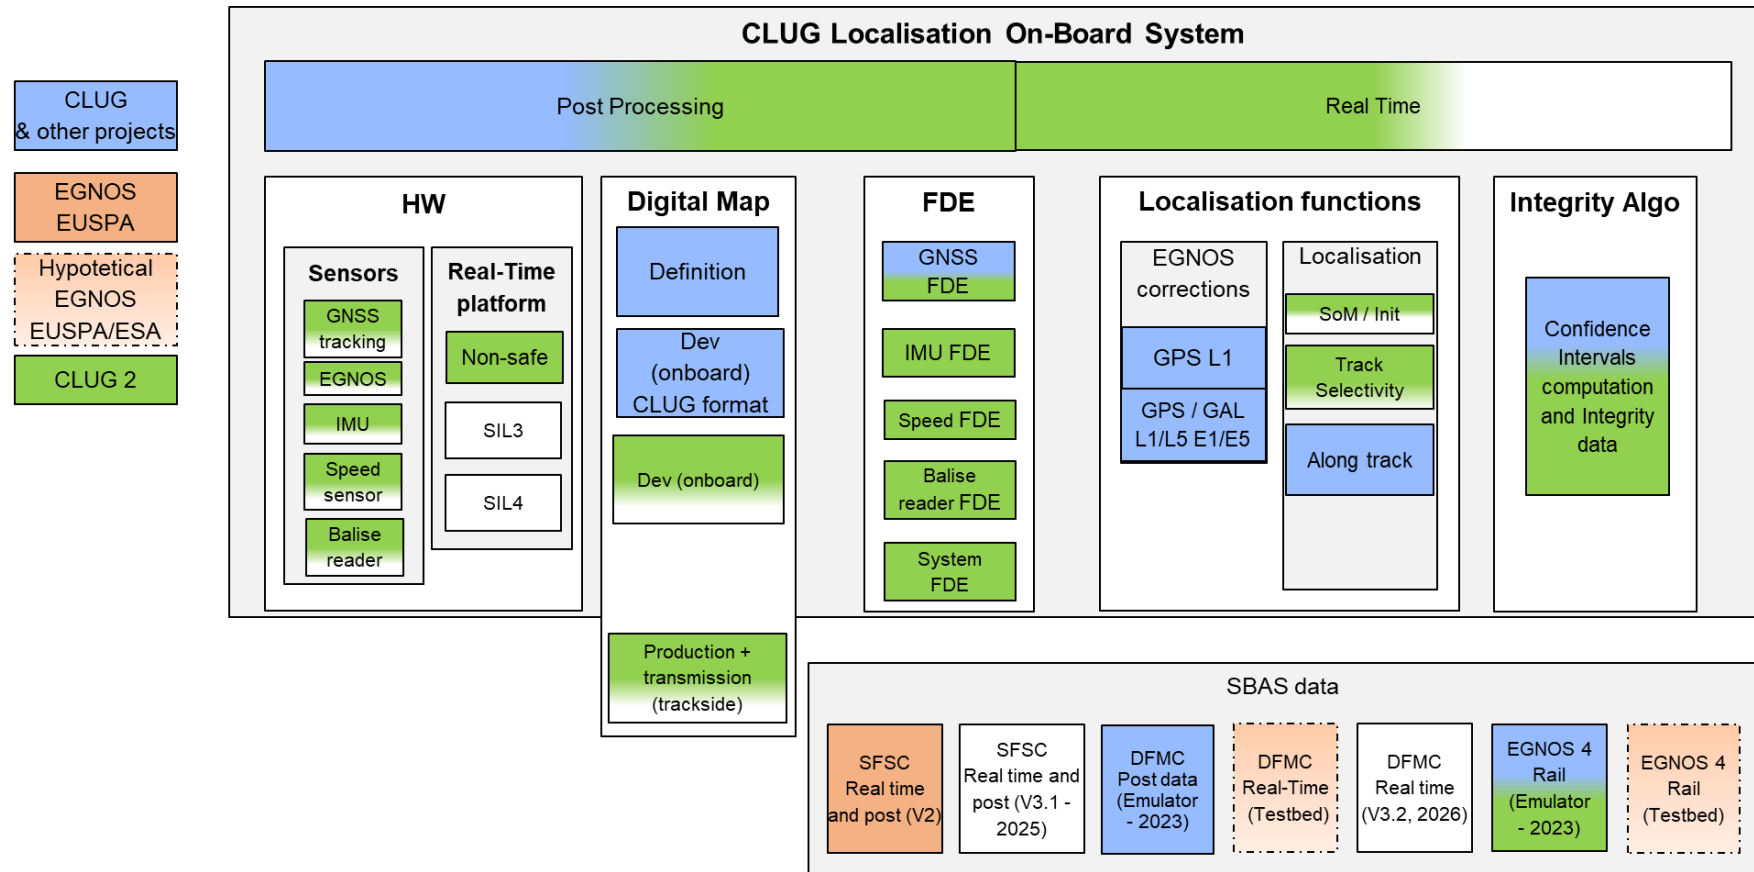 CLUG Localisation On-Board System
Post Processing
Real Time
CLUG
& other projects
EGNOS
EUSPA
Hypotetical
EGNOS
EUSPA/ESA
CLUG 2
HW
Sensors
GNSS
tracking
EGNOS
IMU
Speed
sensor
Balise
reader
Real-Time
platform
Non-safe
SIL3
SIL4
Digital Map
Definition
Dev
(onboard)
CLUG format
Dev (onboard)
Production +
transmission
(trackside)
FDE
GNSS
FDE
IMU FDE
Speed FDE
Balise
reader FDE
System
FDE
Localisation functions
EGNOS
corrections
GPS L1
GPS / GAL
L1/L5 E1/E5
Localisation
SoM / Init
Track
Selectivity
Along track
Integrity Algo
Confidence
Intervals
computation
and Integrity
data
SBAS data
SFSC
Real time
and post (V2)
SFSC
Real time and
post (V3.1 -
2025)
DFMC
Post data
(Emulator
- 2023)
DFMC
Real-Time
(Testbed)
DFMC
Real time
(V3.2, 2026)
EGNOS 4
Rail
(Emulator
- 2023)
EGNOS 4
Rail
(Testbed)